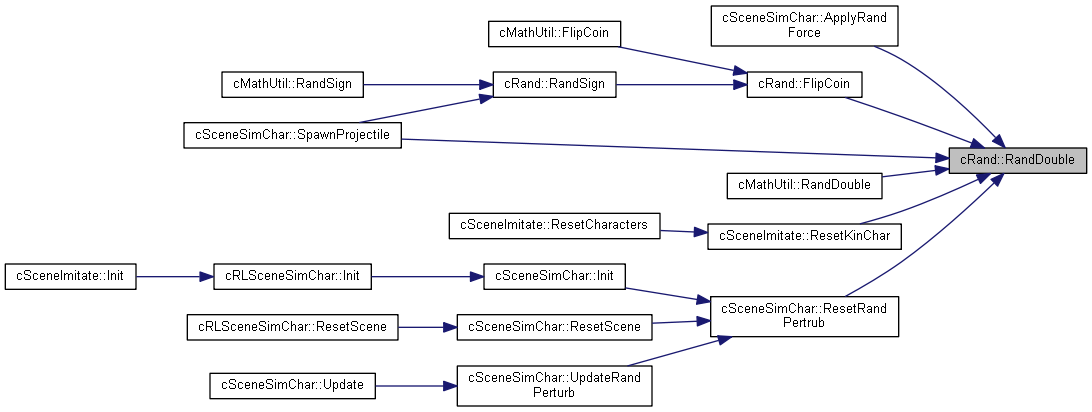 cSceneSimChar::ApplyRand
Force
cMathUtil::FlipCoin
cMathUtil::RandSign
cRand::RandSign
cRand::FlipCoin
cSceneSimChar::SpawnProjectile
cRand::RandDouble
cMathUtil::RandDouble
cSceneImitate::ResetCharacters
cSceneImitate::ResetKinChar
cSceneImitate::Init
cRLSceneSimChar::Init
cSceneSimChar::Init
cSceneSimChar::ResetRand
Pertrub
cRLSceneSimChar::ResetScene
cSceneSimChar::ResetScene
cSceneSimChar::Update
cSceneSimChar::UpdateRand
Perturb